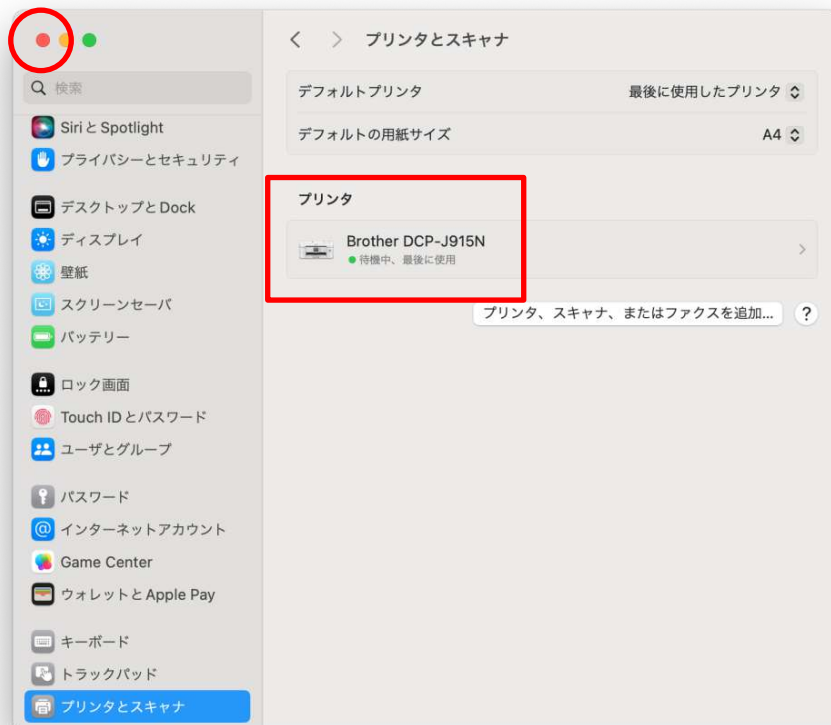 プリンタとスキャナ
検索
Siri と Spotlight
プライバシーとセキュリティ
デスクトップと Dock
ディスプレイ
壁紙
スクリーンセーバ
バッテリー
ロック画面
Touch ID とパスワード
ユーザとグループ
パスワード
インターネットアカウント
Game Center
ウォレットと Apple Pay
キーボード
トラックパッド
プリンタとスキャナ
デフォルトプリンタ 最後に使用したプリンタ
デフォルトの用紙サイズ A4
プリンタ
Brother DCP-J915N
待機中、最後に使用
プリンタ、スキャナ、またはファクスを追加... ?